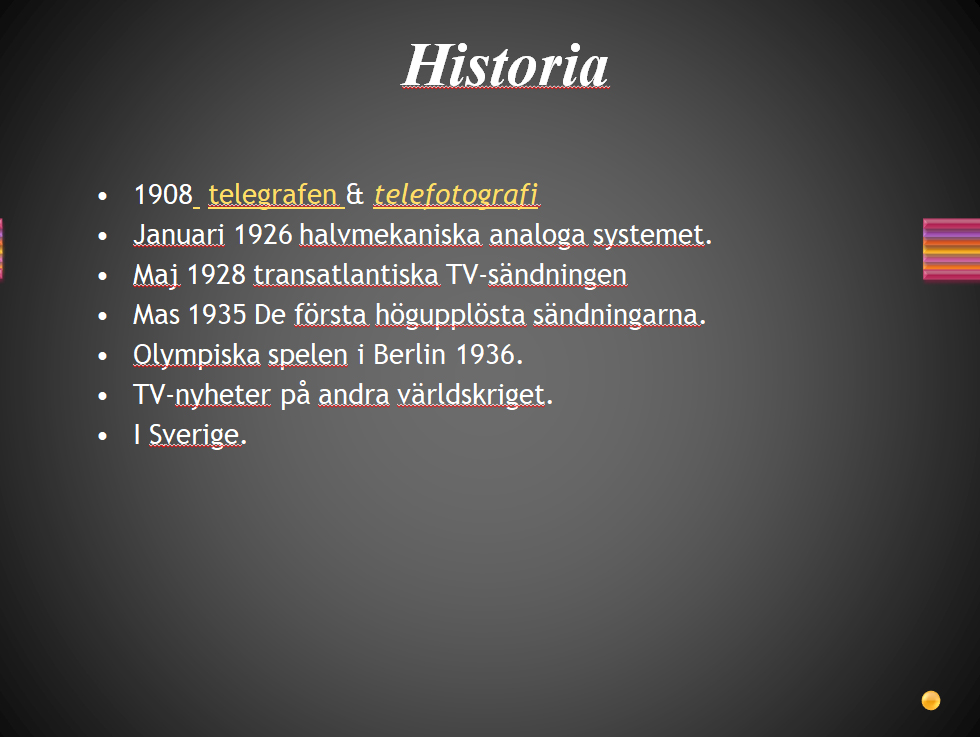 Historia
• 1908 telegrafen & telefotografi
• Januari 1926 halvmekaniska analoga systemet.
• Maj 1928 transatlantiska TV-sändningen
• Mas 1935 De första högupplösta sändningarna.
• Olympiska spelen i Berlin 1936.
• TV-nyheter på andra världskriget.
• I Sverige.